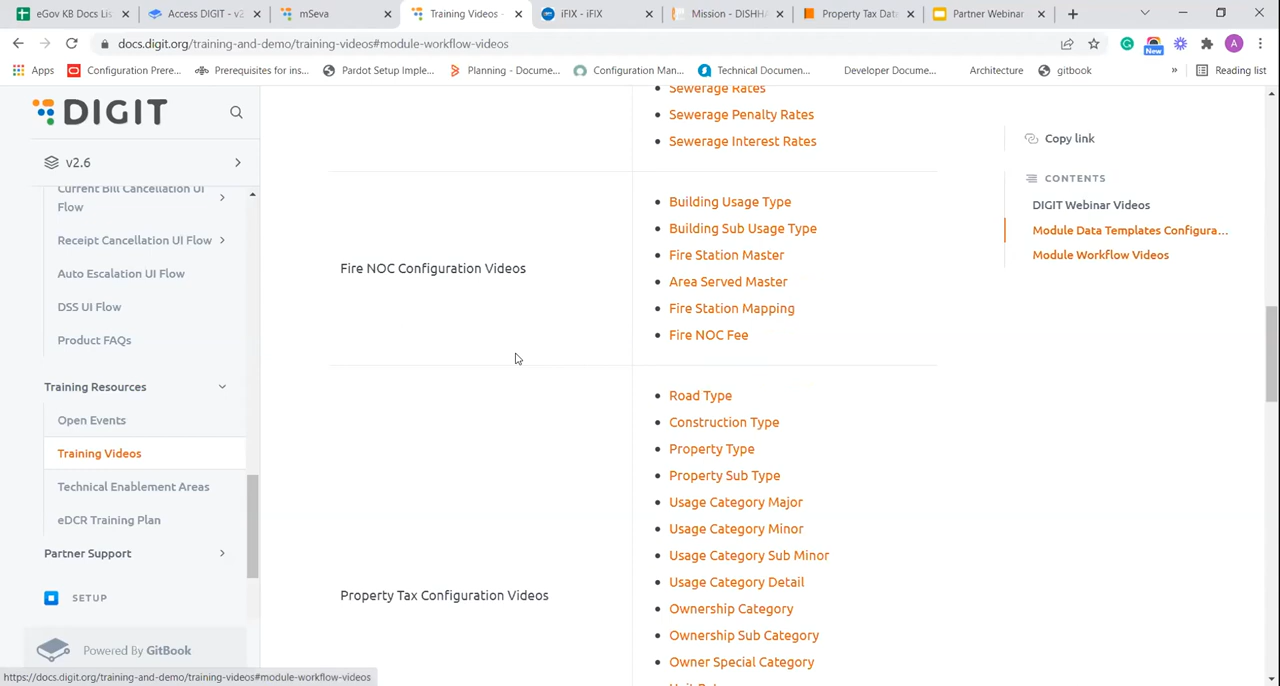 eGov KB Docs Lis
Access DIGIT - v2
mSeva
Training Videos -
iFIX - iFIX
Mission - DISHHA
Property Tax Dat
Partner Webinar
docs.digit.org/training-and-demo/training-videos#module-workflow-videos
New
A
Apps
Configuration Prere...
Prerequisites for ins...
Pardot Setup Imple...
Planning - Docume...
Configuration Man...
Technical Documen...
Developer Docume...
Architecture
gitbook
»
Reading list
DIGIT
v2.6
Current Bill Cancellation UI
Flow
Receipt Cancellation UI Flow
Auto Escalation UI Flow
DSS UI Flow
Product FAQs
Training Resources
Open Events
Training Videos
Technical Enablement Areas
eDCR Training Plan
Partner Support
SETUP
Powered By GitBook
https://docs.digit.org/training-and-demo/training-videos#module-workflow-videos
Sewerage Rates
Sewerage Penalty Rates
Sewerage Interest Rates
Fire NOC Configuration Videos
Building Usage Type
Building Sub Usage Type
Fire Station Master
Area Served Master
Fire Station Mapping
Fire NOC Fee
Property Tax Configuration Videos
Road Type
Construction Type
Property Type
Property Sub Type
Usage Category Major
Usage Category Minor
Usage Category Sub Minor
Usage Category Detail
Ownership Category
Ownership Sub Category
Owner Special Category
Copy link
CONTENTS
DIGIT Webinar Videos
Module Data Templates Configura...
Module Workflow Videos